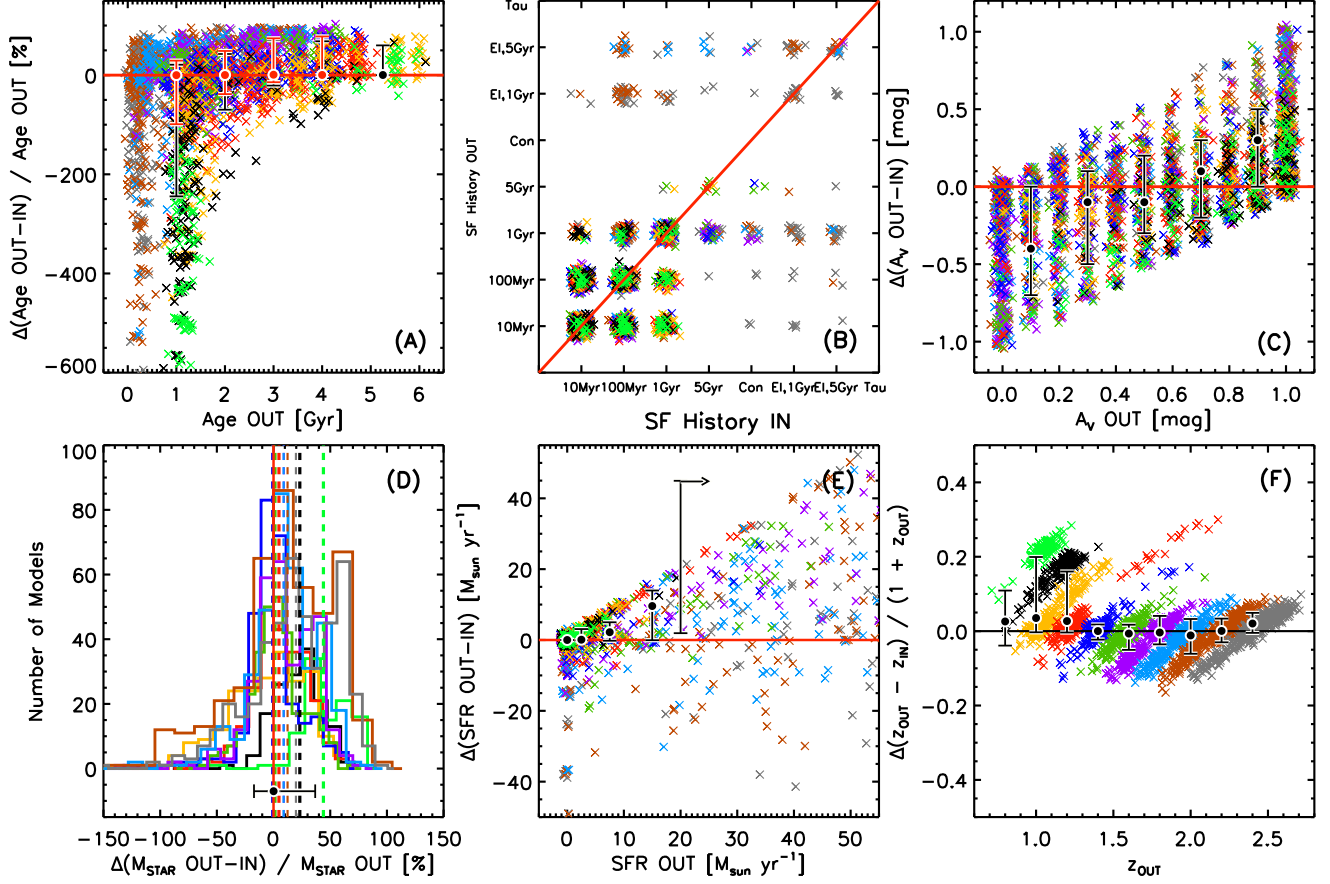 Δ(Age OUT−IN) / Age OUT [%]
0
−200
−400
−600
(A)
0 1 2 3 4 5 6
Age OUT [Gyr]
SF History OUT
Tau
El,5Gyr
El,1Gyr
Con
5Gyr
1Gyr
100Myr
10Myr
(B)
10Myr 100Myr 1Gyr 5Gyr Con El,1Gyr El,5Gyr Tau
SF History IN
Δ(Aᵥ OUT−IN) [mag]
1.0
0.5
0.0
−0.5
−1.0
(C)
0.0 0.2 0.4 0.6 0.8 1.0
Aᵥ OUT [mag]
Number of Models
100
80
60
40
20
0
(D)
−150 −100 −50 0 50 100 150
Δ(M_STAR OUT−IN) / M_STAR OUT [%]
Δ(SFR OUT−IN) [M_sun yr⁻¹]
40
20
0
−20
−40
(E)
0 10 20 30 40 50
SFR OUT [M_sun yr⁻¹]
Δ(z_OUT − z_IN) / (1 + z_OUT)
0.4
0.2
0.0
−0.2
−0.4
(F)
1.0 1.5 2.0 2.5
z_OUT